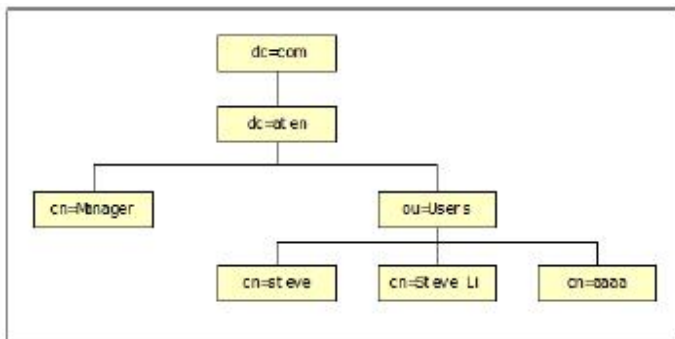 dc=com
dc=aten
cn=Manager
ou=Users
cn=steve
cn=Steve Li
cn=aaaa